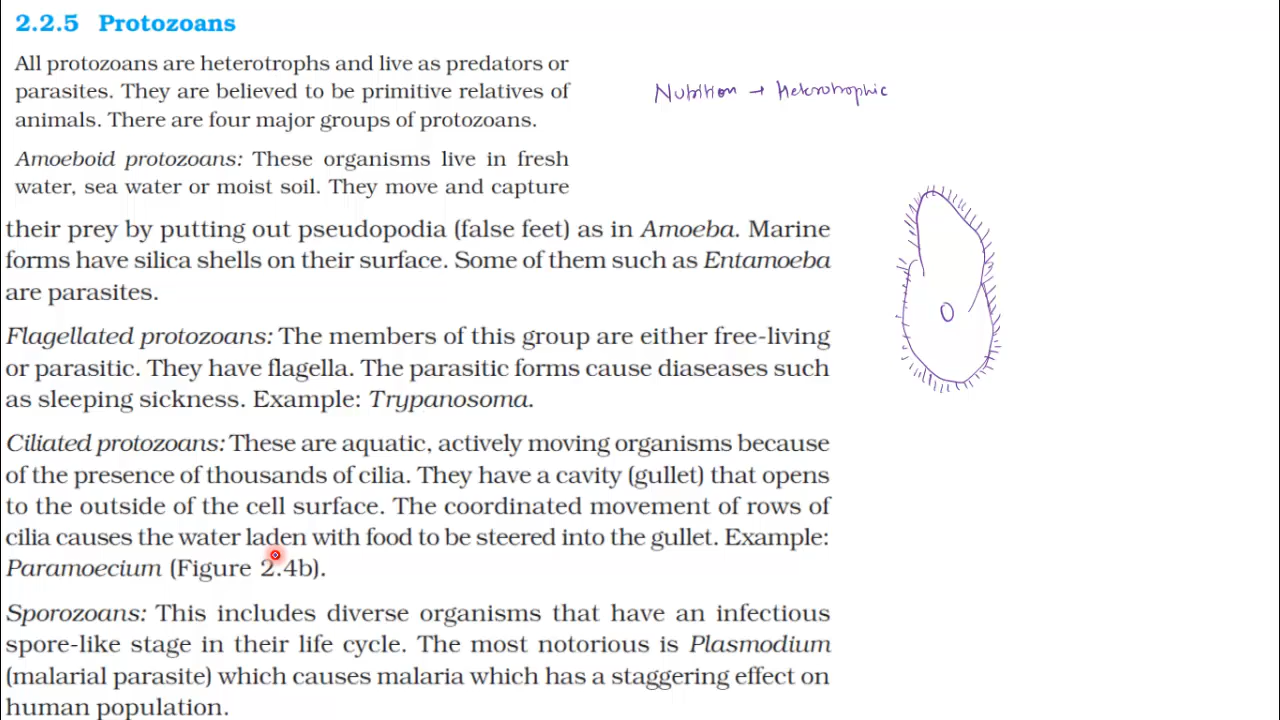 2.2.5 Protozoans
All protozoans are heterotrophs and live as predators or
parasites. They are believed to be primitive relatives of
animals. There are four major groups of protozoans.
Nutrition → Heterotrophic
Amoeboid protozoans: These organisms live in fresh
water, sea water or moist soil. They move and capture
their prey by putting out pseudopodia (false feet) as in Amoeba. Marine
forms have silica shells on their surface. Some of them such as Entamoeba
are parasites.
Flagellated protozoans: The members of this group are either free-living
or parasitic. They have flagella. The parasitic forms cause diaseases such
as sleeping sickness. Example: Trypanosoma.
Ciliated protozoans: These are aquatic, actively moving organisms because
of the presence of thousands of cilia. They have a cavity (gullet) that opens
to the outside of the cell surface. The coordinated movement of rows of
cilia causes the water laden with food to be steered into the gullet. Example:
Paramoecium (Figure 2.4b).
Sporozoans: This includes diverse organisms that have an infectious
spore-like stage in their life cycle. The most notorious is Plasmodium
(malarial parasite) which causes malaria which has a staggering effect on
human population.